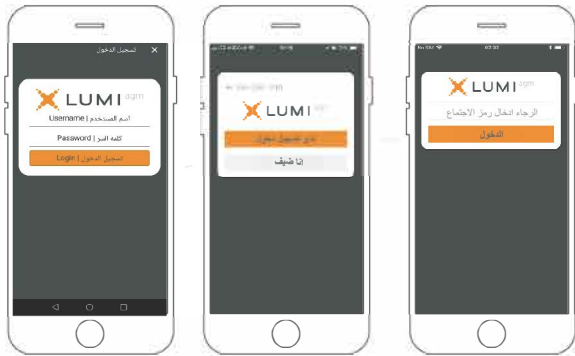 تسجيل الدخول
LUMI agm
اسم المستخدم | Username
كلمة السر | Password
تسجيل الدخول | Login
LUMI agm
انا ضيف
LUMI agm
الرجاء ادخال رمز الاجتماع
الدخول